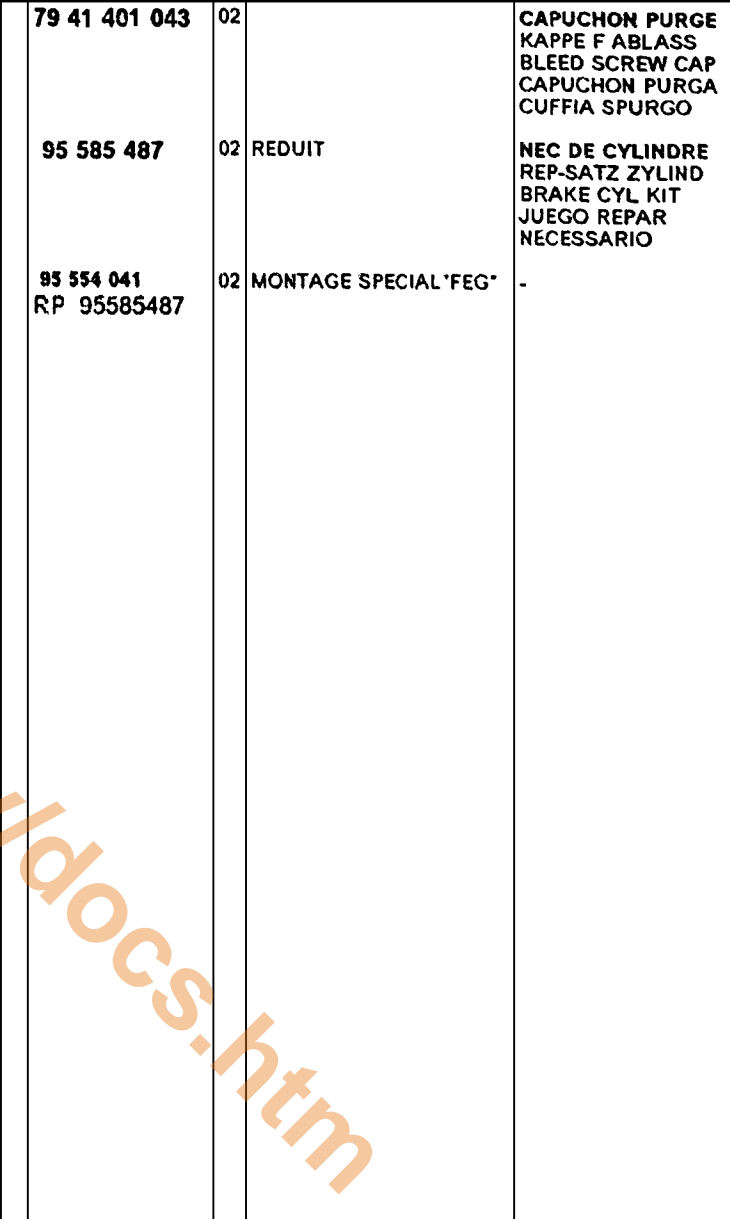 79 41 401 043 02 CAPUCHON PURGE
KAPPE F ABLASS
BLEED SCREW CAP
CAPUCHON PURGA
CUFFIA SPURGO
95 585 487 02 REDUIT NEC DE CYLINDRE
REP-SATZ ZYLIND
BRAKE CYL KIT
JUEGO REPAR
NECESSARIO
95 554 041 02 MONTAGE SPECIAL "FEG" -
RP 95585487
/docs.htm